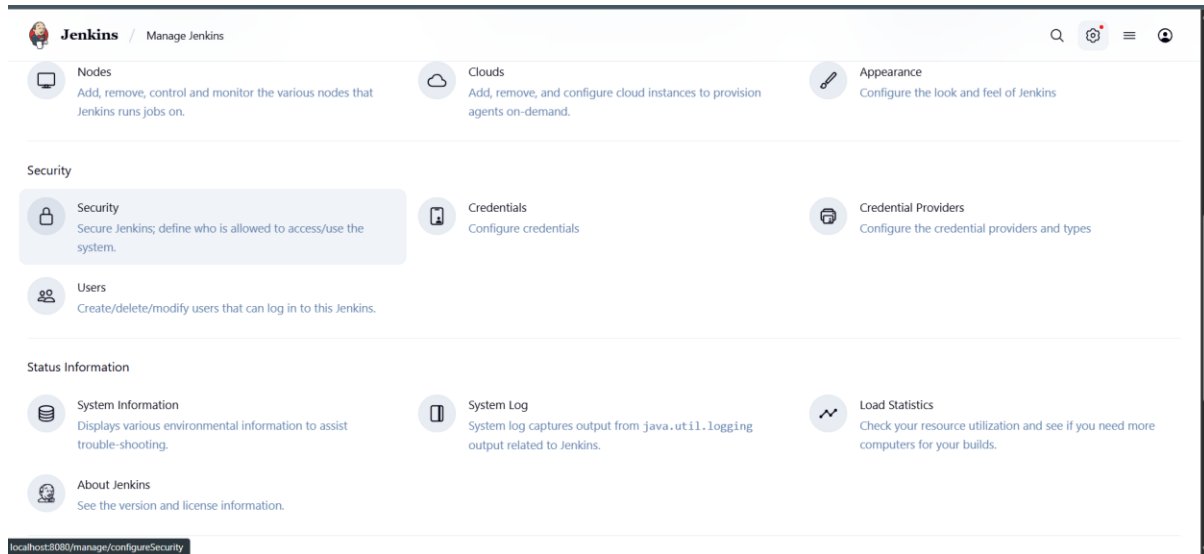 Jenkins / Manage Jenkins
Nodes
Add, remove, control and monitor the various nodes that
Jenkins runs jobs on.
Clouds
Add, remove, and configure cloud instances to provision
agents on-demand.
Appearance
Configure the look and feel of Jenkins
Security
Security
Secure Jenkins; define who is allowed to access/use the
system.
Credentials
Configure credentials
Credential Providers
Configure the credential providers and types
Users
Create/delete/modify users that can log in to this Jenkins.
Status Information
System Information
Displays various environmental information to assist
trouble-shooting.
System Log
System log captures output from java.util.logging
output related to Jenkins.
Load Statistics
Check your resource utilization and see if you need more
computers for your builds.
About Jenkins
See the version and license information.
localhost:8080/manage/configureSecurity